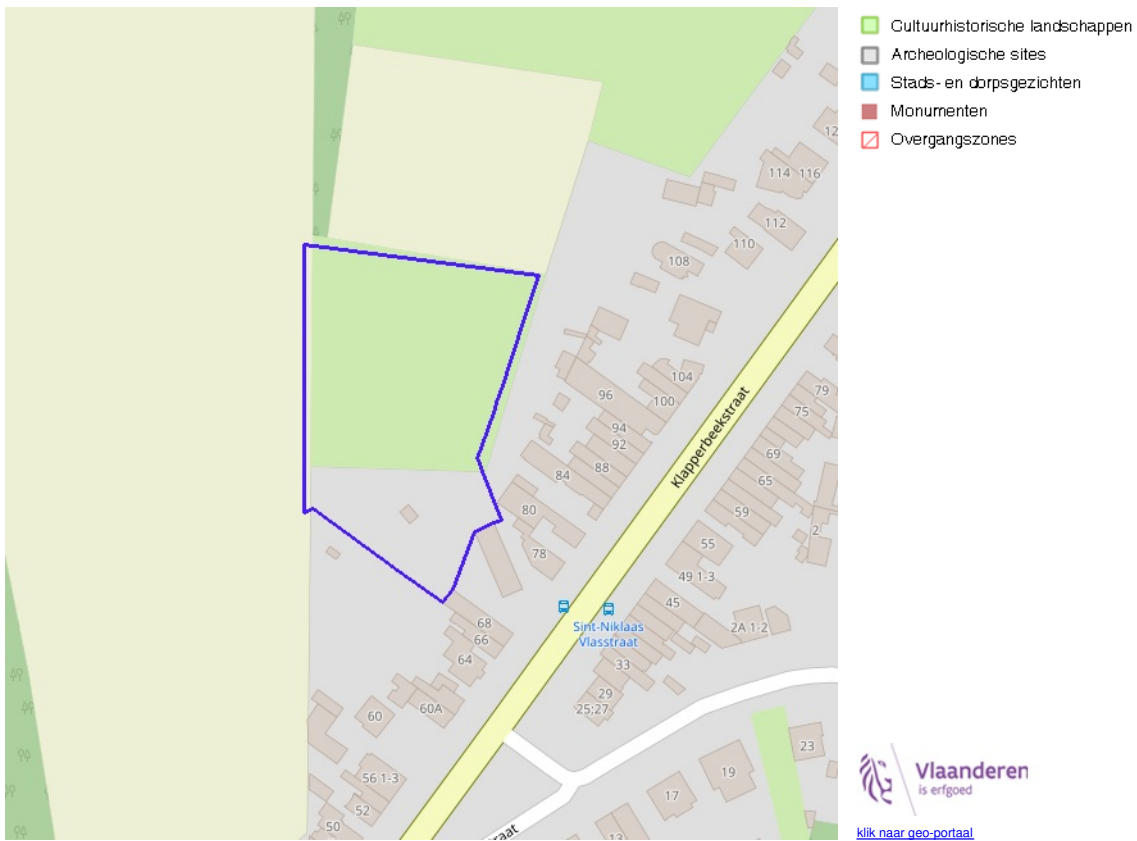 Cultuurhistorische landschappen
Archeologische sites
Stads- en dorpsgezichten
Monumenten
Overgangszones
12
114 116
112
110
108
104
100
96
94
92
88
84
80
78
79
75
69
65
59
55
49 1-3
45
2
2A 1-2
33
29
25;27
68
66
64
60A
60
56 1-3
52
50
23
19
17
13
Klapperbeekstraat
Sint-Niklaas
Vlasstraat
raat
Vlaanderen
is erfgoed
klik naar geo-portaal